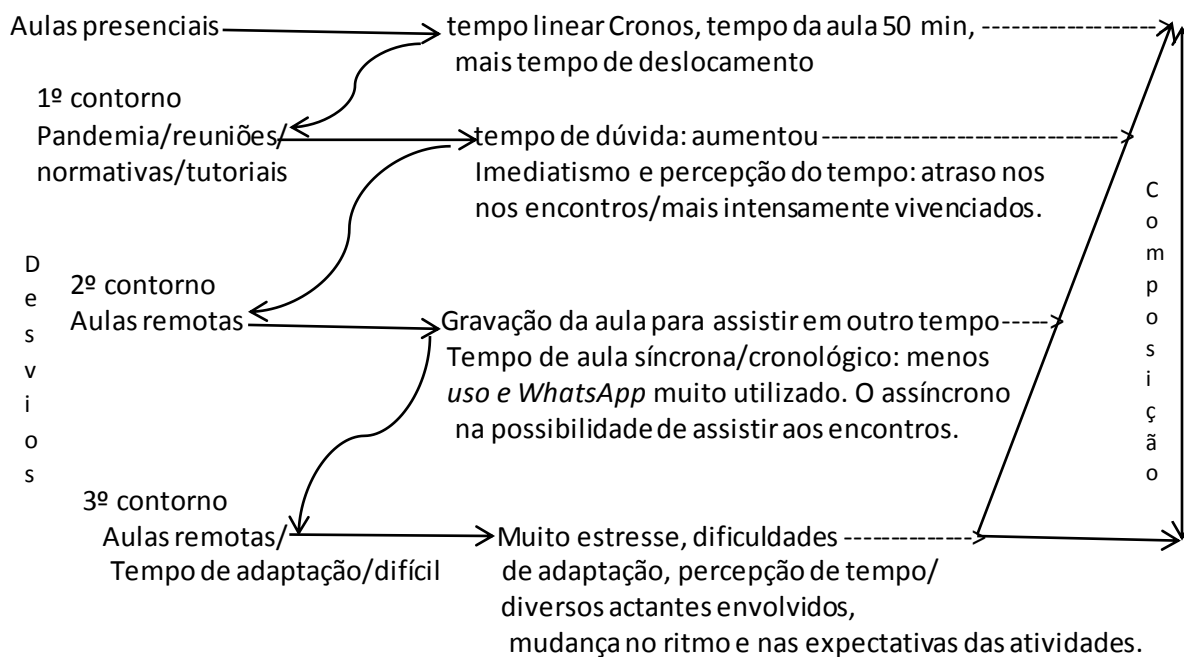 Aulas presenciais tempo linear Cronos, tempo da aula 50 min,
mais tempo de deslocamento
1º contorno
Pandemia/reuniões/ tempo de dúvida: aumentou
normativas/tutoriais Imediatismo e percepção do tempo: atraso nos
nos encontros/mais intensamente vivenciados.
Desvios
Composição
2º contorno
Aulas remotas Gravação da aula para assistir em outro tempo
Tempo de aula síncrona/cronológico: menos
uso e WhatsApp muito utilizado. O assíncrono
na possibilidade de assistir aos encontros.
3º contorno
Aulas remotas/ Muito estresse, dificuldades
Tempo de adaptação/difícil de adaptação, percepção de tempo/
diversos actantes envolvidos,
mudança no ritmo e nas expectativas das atividades.